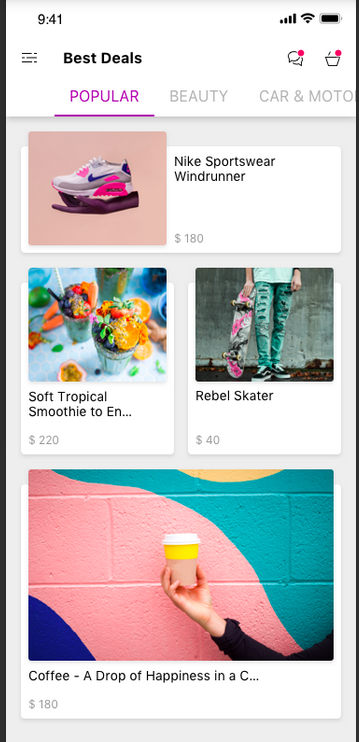 9:41
Best Deals
POPULAR BEAUTY CAR & MOTO
Nike Sportswear
Windrunner
$ 180
Soft Tropical
Smoothie to En...
$ 220
Rebel Skater
$ 40
Coffee - A Drop of Happiness in a C...
$ 180